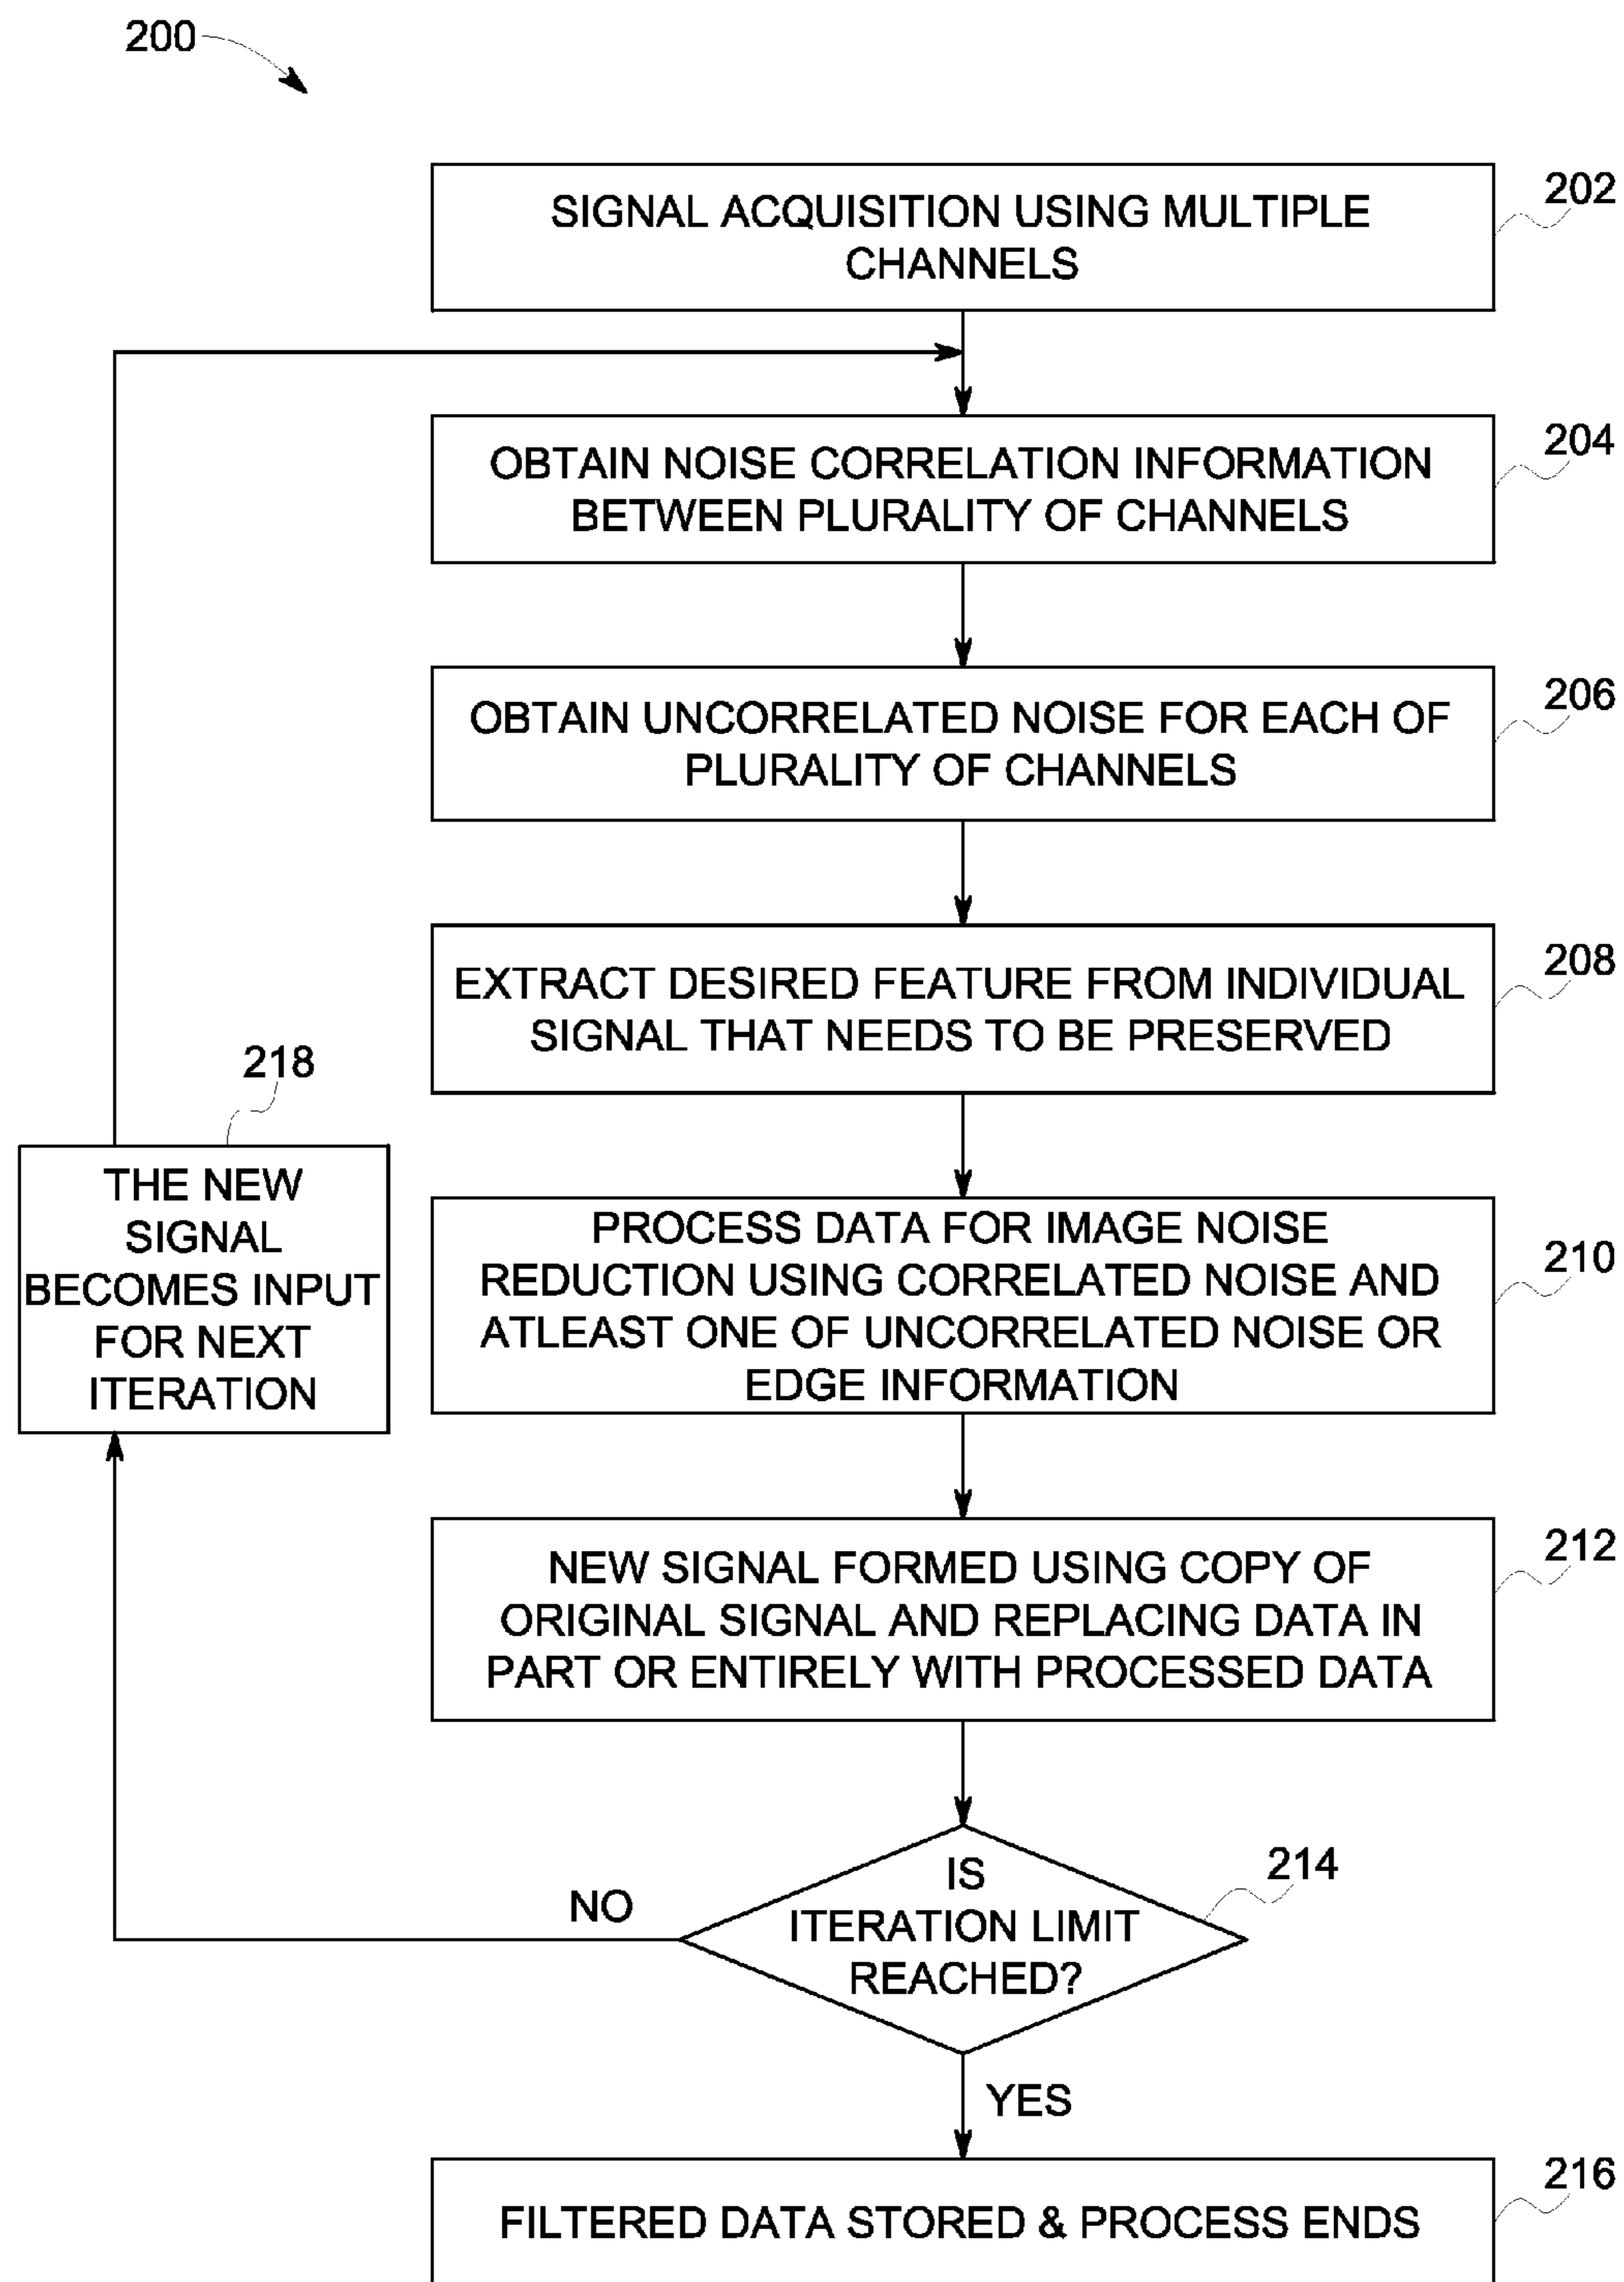 200
SIGNAL ACQUISITION USING MULTIPLE
CHANNELS
202
OBTAIN NOISE CORRELATION INFORMATION
BETWEEN PLURALITY OF CHANNELS
204
OBTAIN UNCORRELATED NOISE FOR EACH OF
PLURALITY OF CHANNELS
206
EXTRACT DESIRED FEATURE FROM INDIVIDUAL
SIGNAL THAT NEEDS TO BE PRESERVED
208
218
THE NEW
SIGNAL
BECOMES INPUT
FOR NEXT
ITERATION
PROCESS DATA FOR IMAGE NOISE
REDUCTION USING CORRELATED NOISE AND
ATLEAST ONE OF UNCORRELATED NOISE OR
EDGE INFORMATION
210
NEW SIGNAL FORMED USING COPY OF
ORIGINAL SIGNAL AND REPLACING DATA IN
PART OR ENTIRELY WITH PROCESSED DATA
212
IS
ITERATION LIMIT
REACHED?
214
NO
YES
FILTERED DATA STORED & PROCESS ENDS
216